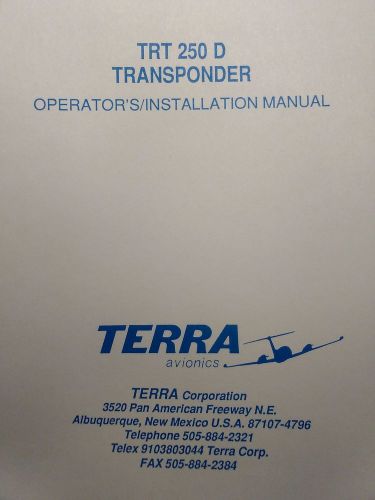 TRT 250 D
TRANSPONDER
OPERATOR'S/INSTALLATION MANUAL
TERRA
avionics
TERRA Corporation
3520 Pan American Freeway N.E.
Albuquerque, New Mexico U.S.A. 87107-4796
Telephone 505-884-2321
Telex 9103803044 Terra Corp.
FAX 505-884-2384